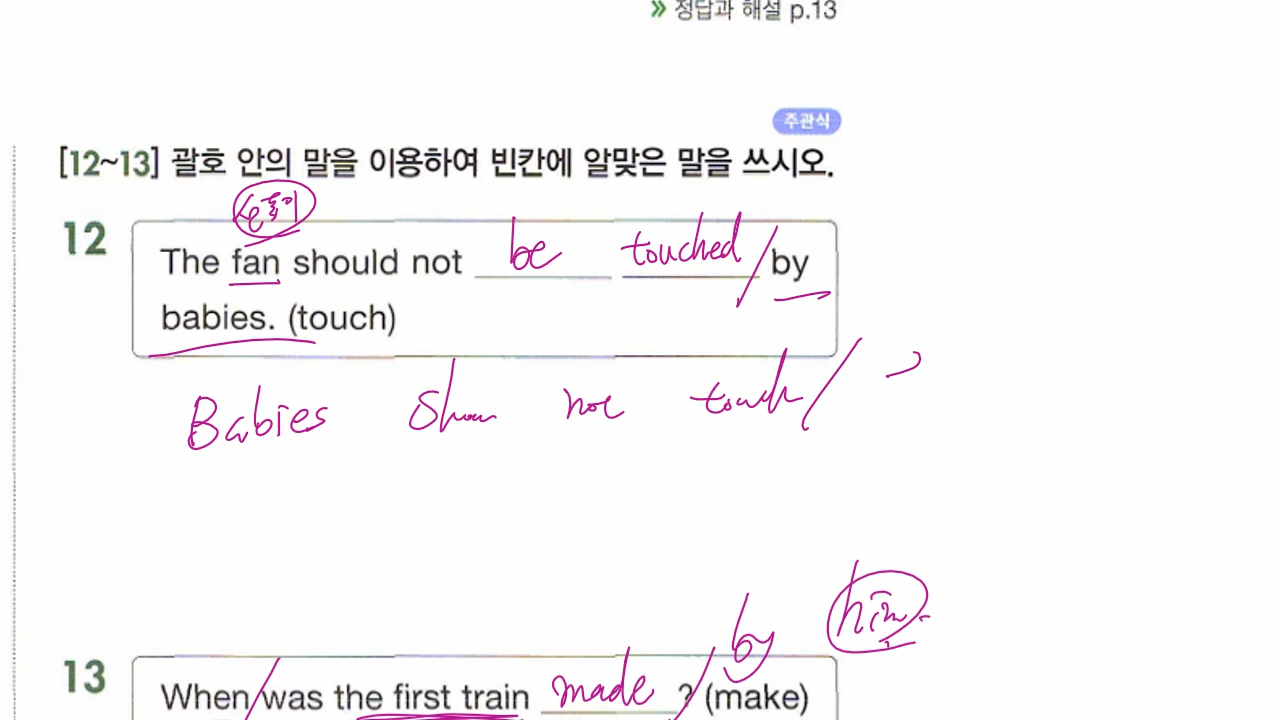 » 정답과 해설 p.13
주관식
[12~13] 괄호 안의 말을 이용하여 빈칸에 알맞은 말을 쓰시오.
12
The fan should not be touched / by
babies. (touch)
Babies not touch /
by him.
13
When / was the first train made ? / (make)